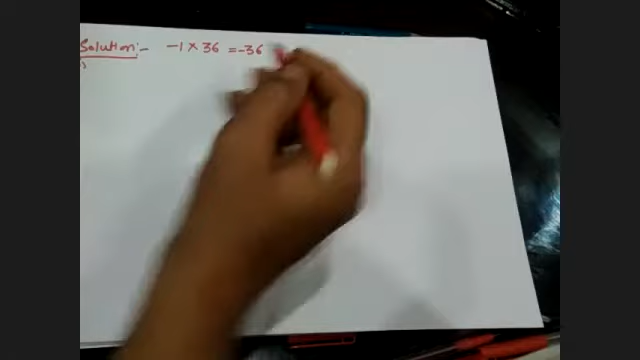 Solution:- -1 × 36 = -36